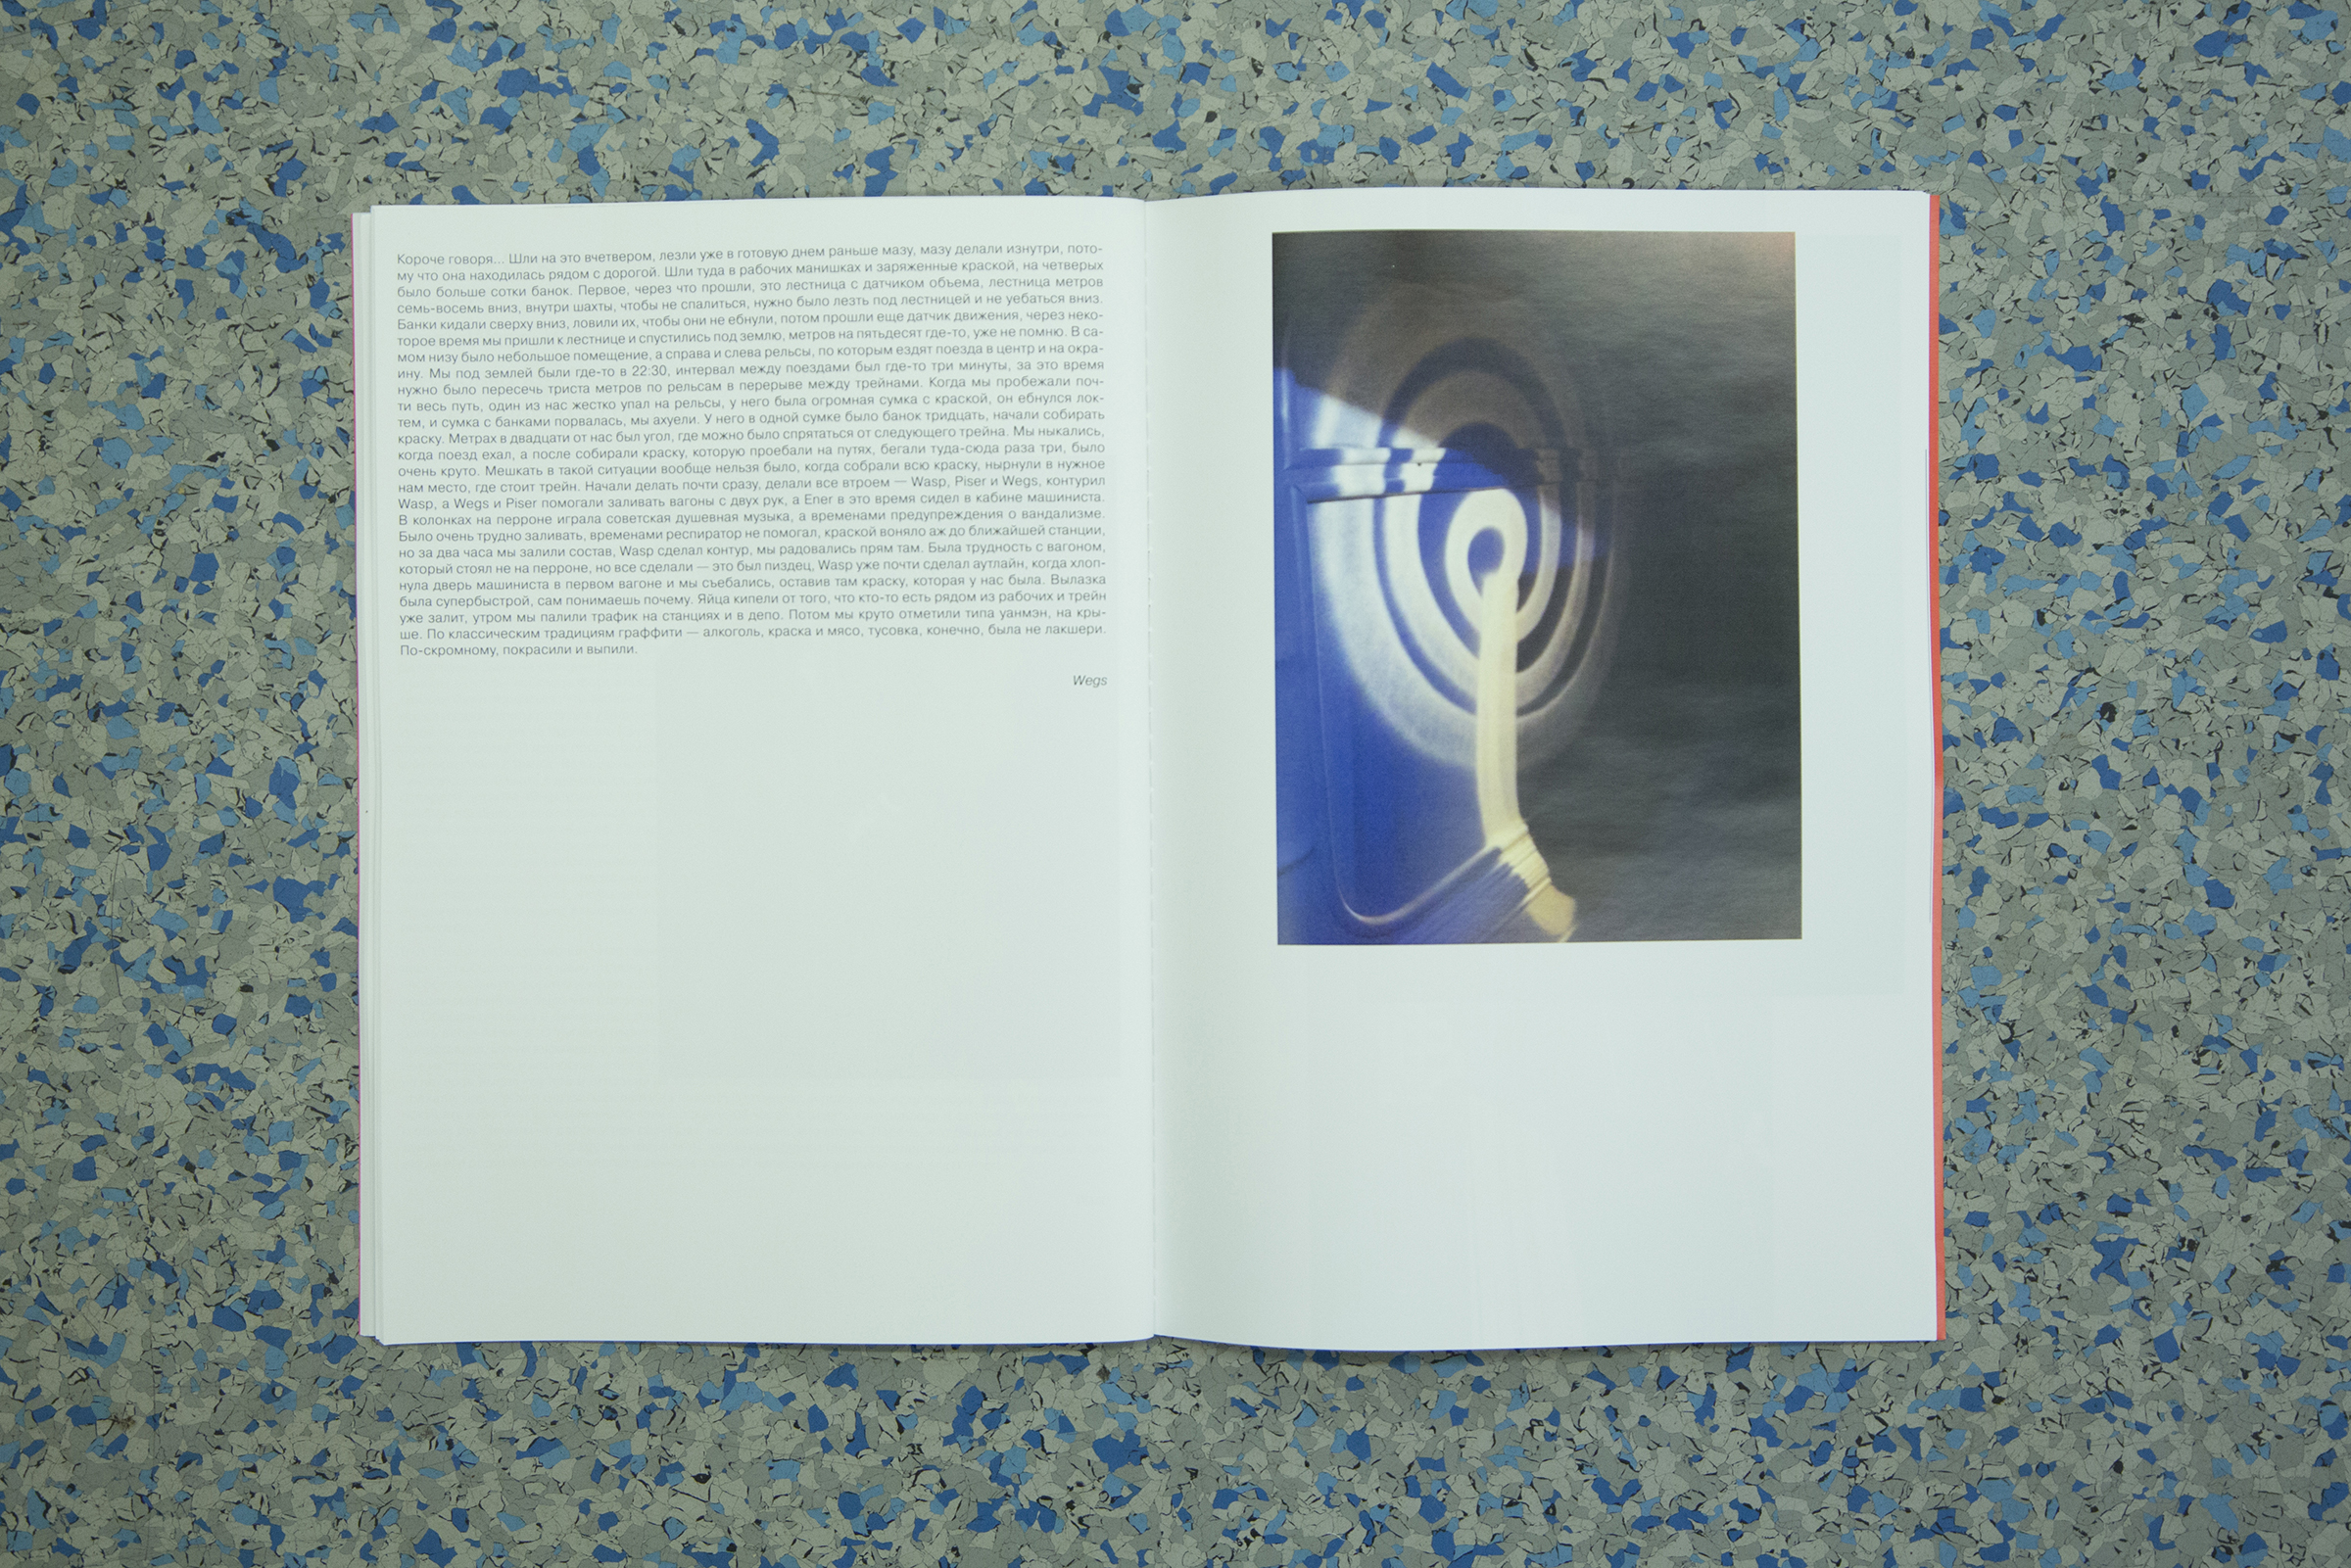 Короче говоря... Шли на это вчетвером, лезли уже в готовую днем раньше мазу, мазу делали изнутри, пото-
му что она находилась рядом с дорогой. Шли туда в рабочих манишках и заряженные краской, на четверых
было больше сотки банок. Первое, через что прошли, это лестница с датчиком объема, лестница метров
семь-восемь вниз, внутри шахты, чтобы не спалиться, нужно было лезть под лестницей и не уебаться вниз.
Банки кидали сверху вниз, ловили их, чтобы они не ебнули, потом прошли еще датчик движения, через неко-
торое время мы пришли к лестнице и спустились под землю, метров на пятьдесят где-то, уже не помню. В са-
мом низу было небольшое помещение, а справа и слева рельсы, по которым ездят поезда в центр и на окра-
ину. Мы под землей были где-то в 22:30, интервал между поездами был где-то три минуты, за это время
нужно было пересечь триста метров по рельсам в перерыве между трейнами. Когда мы пробежали поч-
ти весь путь, один из нас жестко упал на рельсы, у него была огромная сумка с краской, он ебнулся лок-
тем, и сумка с банками порвалась, мы ахуели. У него в одной сумке было банок тридцать, начали собирать
краску. Метрах в двадцати от нас был угол, где можно было спрятаться от следующего трейна. Мы ныкались,
когда поезд ехал, а после собирали краску, которую проебали на путях, бегали туда-сюда раза три, было
очень круто. Мешкать в такой ситуации вообще нельзя было, когда собрали всю краску, нырнули в нужное
нам место, где стоит трейн. Начали делать почти сразу, делали все втроем — Wasp, Piser и Wegs, контурил
Wasp, а Wegs и Piser помогали заливать вагоны с двух рук, а Ener в это время сидел в кабине машиниста.
В колонках на перроне играла советская душевная музыка, а временами предупреждения о вандализме.
Было очень трудно заливать, временами респиратор не помогал, краской воняло аж до ближайшей станции,
но за два часа мы залили состав, Wasp сделал контур, мы радовались прям там. Была трудность с вагоном,
который стоял не на перроне, но все сделали — это был пиздец, Wasp уже почти сделал аутлайн, когда хлоп-
нула дверь машиниста в первом вагоне и мы съебались, оставив там краску, которая у нас была. Вылазка
была супербыстрой, сам понимаешь почему. Яйца кипели от того, что кто-то есть рядом из рабочих и трейн
уже залит, утром мы палили трафик на станциях и в депо. Потом мы круто отметили типа уанмэн, на кры-
ше. По классическим традициям граффити — алкоголь, краска и мясо, тусовка, конечно, была не лакшери.
По-скромному, покрасили и выпили.
Wegs